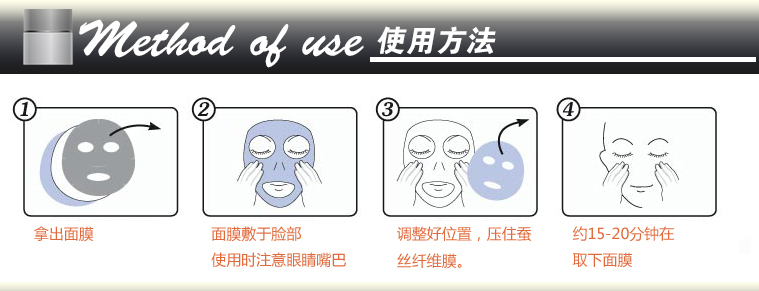 Method of use 使用方法
1
拿出面膜
2
面膜敷于脸部
使用时注意眼睛嘴巴
3
调整好位置，压住蚕
丝纤维膜。
4
约15-20分钟在
取下面膜